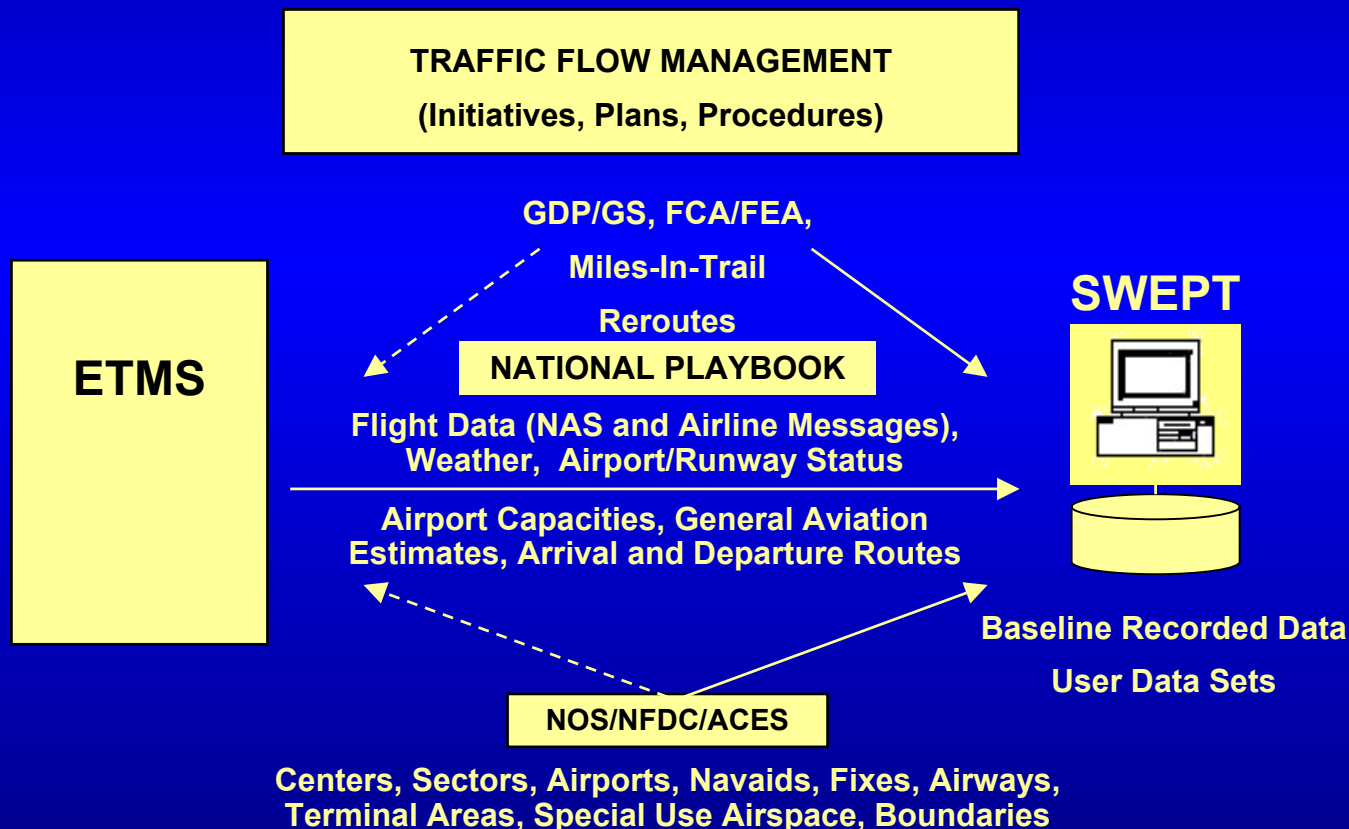 TRAFFIC FLOW MANAGEMENT
(Initiatives, Plans, Procedures)
GDP/GS, FCA/FEA,
Miles-In-Trail
Reroutes
NATIONAL PLAYBOOK
ETMS
SWEPT
Flight Data (NAS and Airline Messages),
Weather, Airport/Runway Status
Airport Capacities, General Aviation
Estimates, Arrival and Departure Routes
Baseline Recorded Data
User Data Sets
NOS/NFDC/ACES
Centers, Sectors, Airports, Navaids, Fixes, Airways,
Terminal Areas, Special Use Airspace, Boundaries